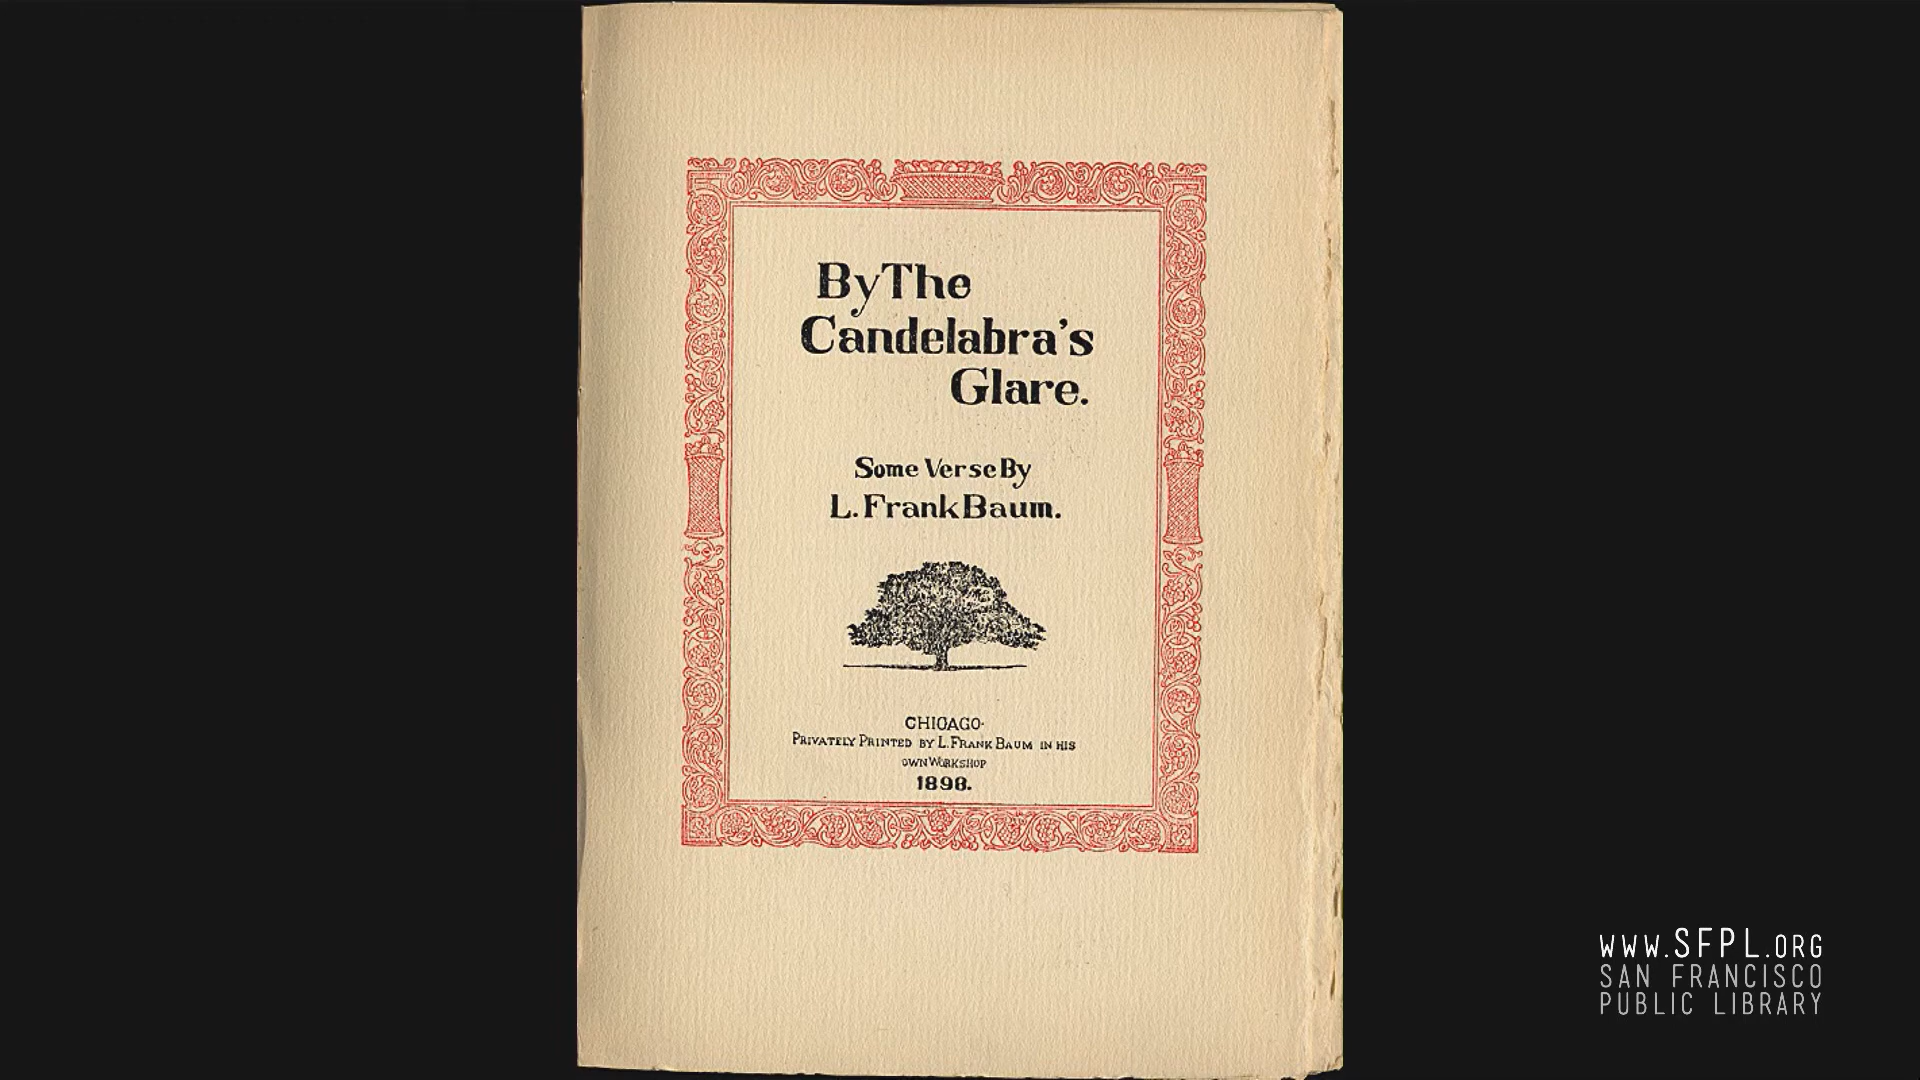 By The
Candelabra's
Glare.
Some Verse By
L. Frank Baum.
CHICAGO·
PRIVATELY PRINTED BY L. FRANK BAUM IN HIS
OWN WORKSHOP
1898.
WWW.SFPL.ORG
SAN FRANCISCO
PUBLIC LIBRARY